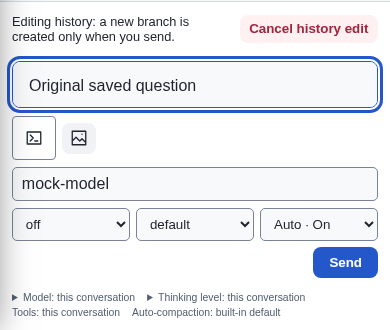 Editing history: a new branch is
created only when you send.
Cancel history edit
Original saved question
mock-model
off
default
Auto · On
Send
Model: this conversation
Thinking level: this conversation
Tools: this conversation
Auto-compaction: built-in default